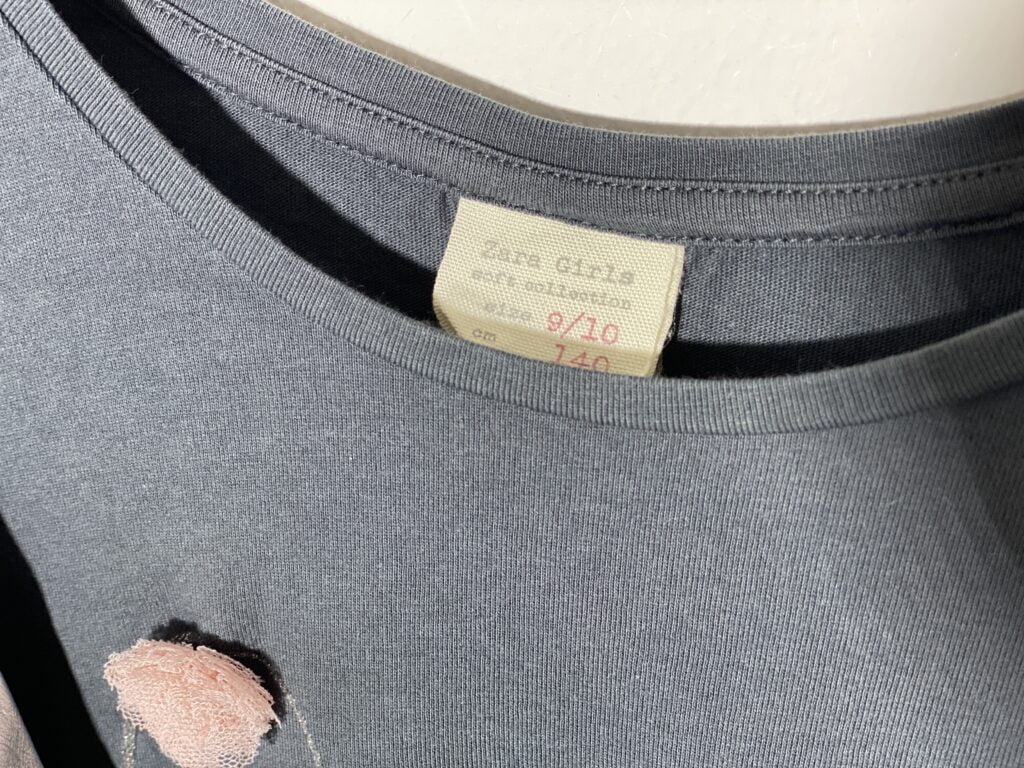 Zara Girls
soft collection
size 9/10
cm 140